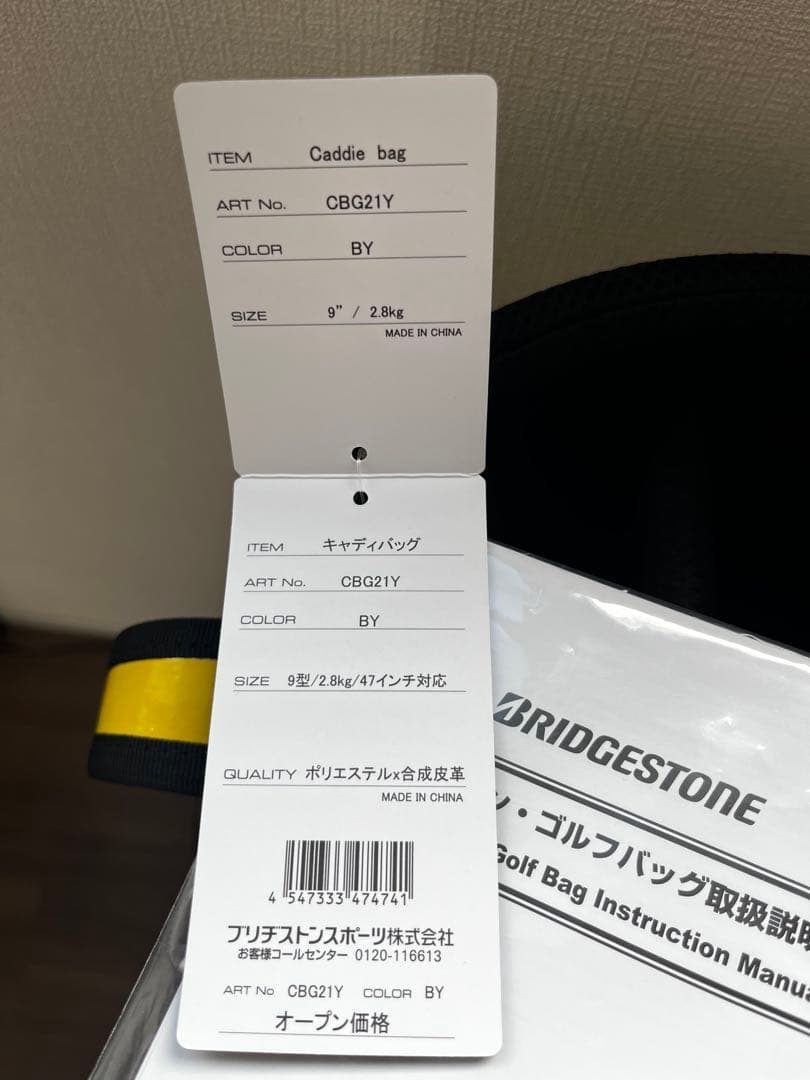 ITEM Caddie bag
ART No. CBG21Y
COLOR BY
SIZE 9" / 2.8kg
MADE IN CHINA
ITEM キャディバッグ
ART No. CBG21Y
COLOR BY
SIZE 9型/2.8kg/47インチ対応
QUALITY ポリエステルx合成皮革
MADE IN CHINA
4 547333 474741
ブリヂストンスポーツ株式会社
お客様コールセンター 0120-116613
ART No CBG21Y COLOR BY
オープン価格
BRIDGESTONE
ン・ゴルフバッグ取扱説明
Golf Bag Instruction Manua